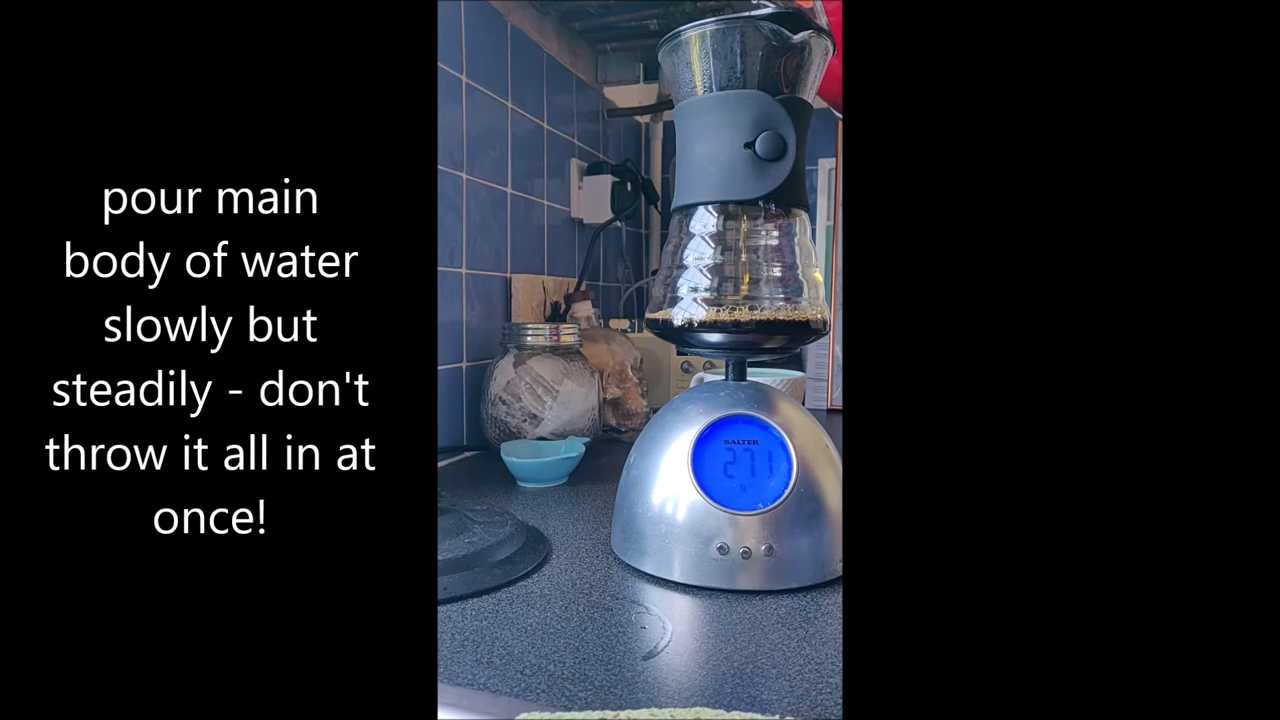 pour main
body of water
slowly but
steadily - don't
throw it all in at
once!
SALTER
271